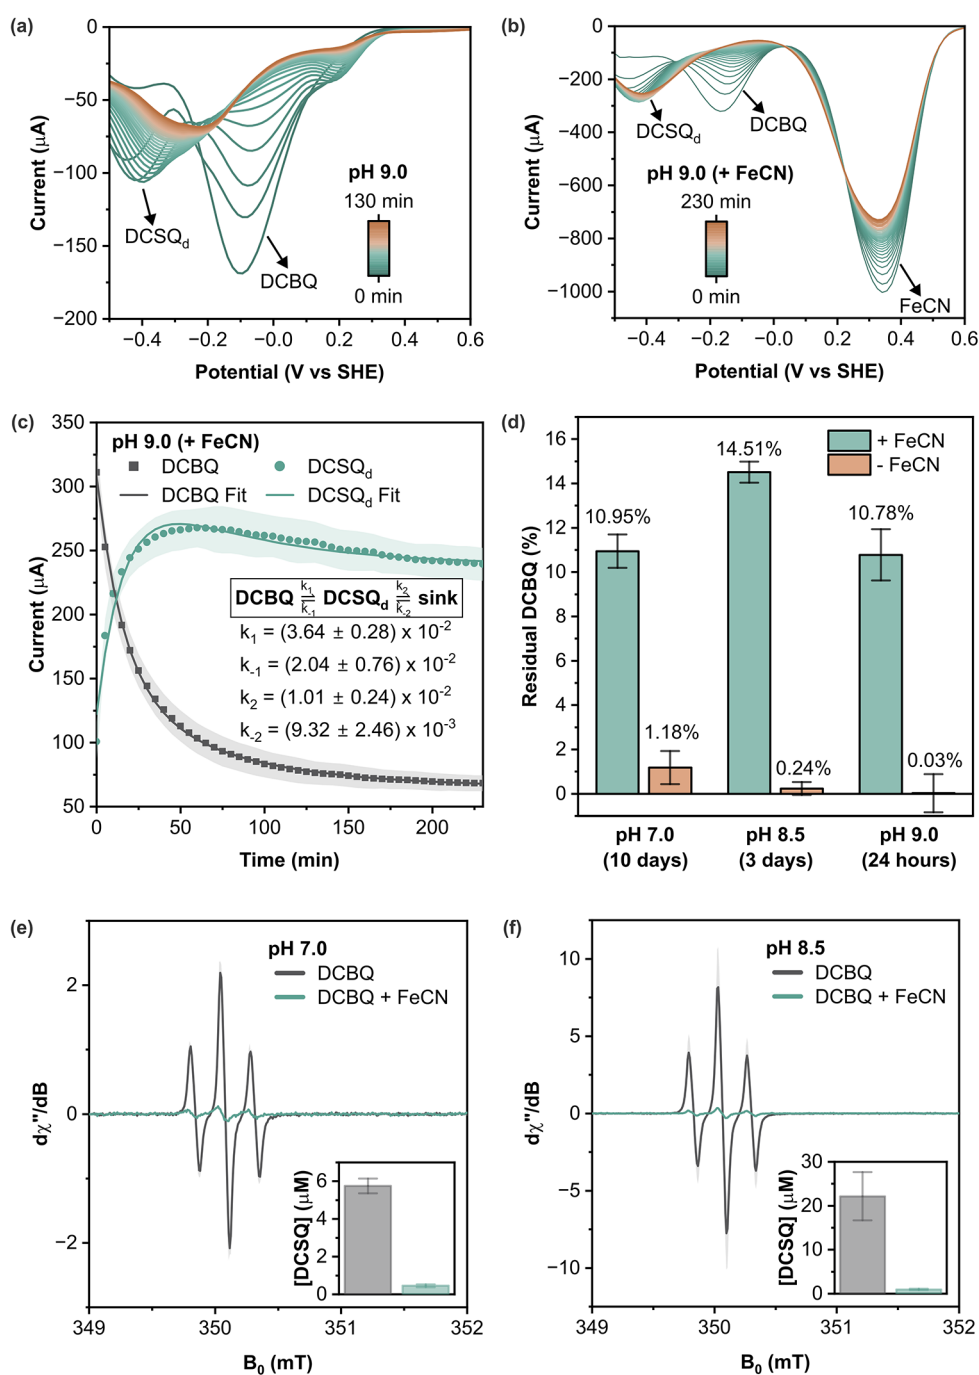 (a)
0
−50
−100
−150
−200
Current (μA)
DCSQd
DCBQ
pH 9.0
130 min
0 min
−0.4 −0.2 −0.0 0.2 0.4 0.6
Potential (V vs SHE)
(b)
0
−200
−400
−600
−800
−1000
Current (μA)
DCSQd
DCBQ
pH 9.0 (+ FeCN)
230 min
0 min
FeCN
−0.4 −0.2 −0.0 0.2 0.4 0.6
Potential (V vs SHE)
(c)
350
300
250
200
150
100
50
Current (μA)
pH 9.0 (+ FeCN)
DCBQ DCSQd
DCBQ Fit DCSQd Fit
DCBQ k1 k-1 DCSQd k2 k-2 sink
k1 = (3.64 ± 0.28) x 10-2
k-1 = (2.04 ± 0.76) x 10-2
k2 = (1.01 ± 0.24) x 10-2
k-2 = (9.32 ± 2.46) x 10-3
0 50 100 150 200
Time (min)
(d)
16
14
12
10
8
6
4
2
0
Residual DCBQ (%)
+ FeCN
- FeCN
10.95%
1.18%
14.51%
0.24%
10.78%
0.03%
pH 7.0 pH 8.5 pH 9.0
(10 days) (3 days) (24 hours)
(e)
2
0
−2
dχ"/dB
pH 7.0
DCBQ
DCBQ + FeCN
6
4
2
0
[DCSQ] (μM)
349 350 351 352
B0 (mT)
(f)
10
5
0
−5
−10
dχ"/dB
pH 8.5
DCBQ
DCBQ + FeCN
30
20
10
0
[DCSQ] (μM)
349 350 351 352
B0 (mT)